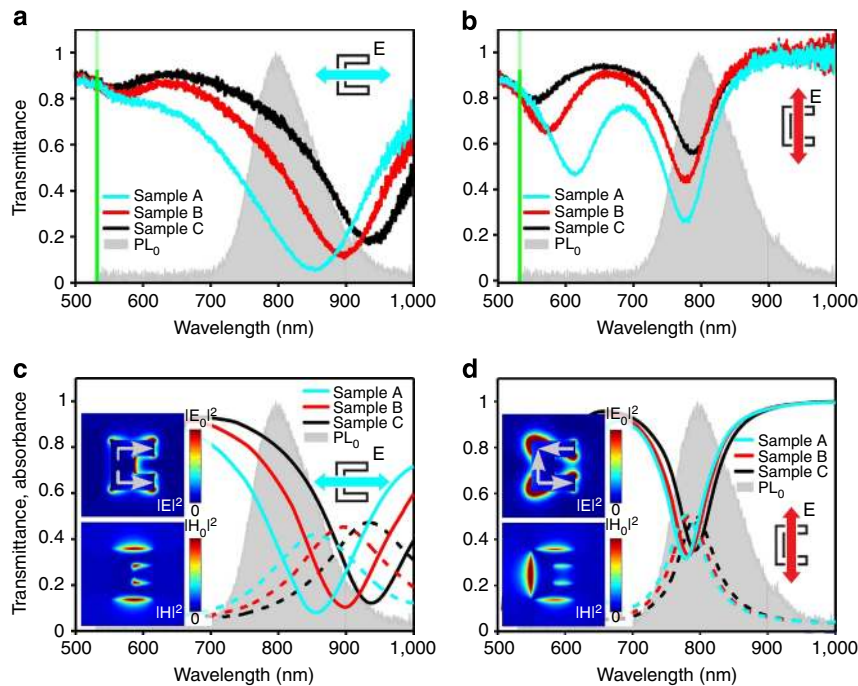 a
1
0.8
0.6
0.4
0.2
0
Transmittance
E
Sample A
Sample B
Sample C
PL0
500 600 700 800 900 1,000
Wavelength (nm)
b
1
0.8
0.6
0.4
0.2
0
E
Sample A
Sample B
Sample C
PL0
500 600 700 800 900 1,000
Wavelength (nm)
c
1
0.8
0.6
0.4
0.2
0
Transmittance, absorbance
|E0|²
|E|²
0
|H0|²
|H|²
0
Sample A
Sample B
Sample C
PL0
E
500 600 700 800 900 1,000
Wavelength (nm)
d
1
0.8
0.6
0.4
0.2
0
|E0|²
|E|²
0
|H0|²
|H|²
0
Sample A
Sample B
Sample C
PL0
E
500 600 700 800 900 1,000
Wavelength (nm)